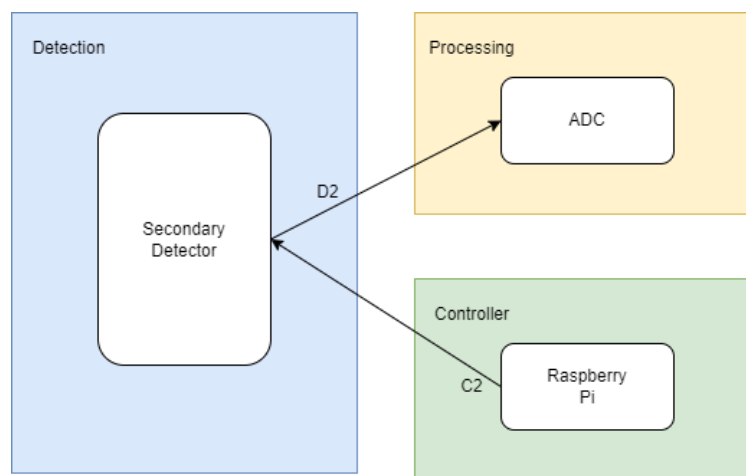 Detection
Secondary
Detector
D2
Processing
ADC
Controller
Raspberry
Pi
C2